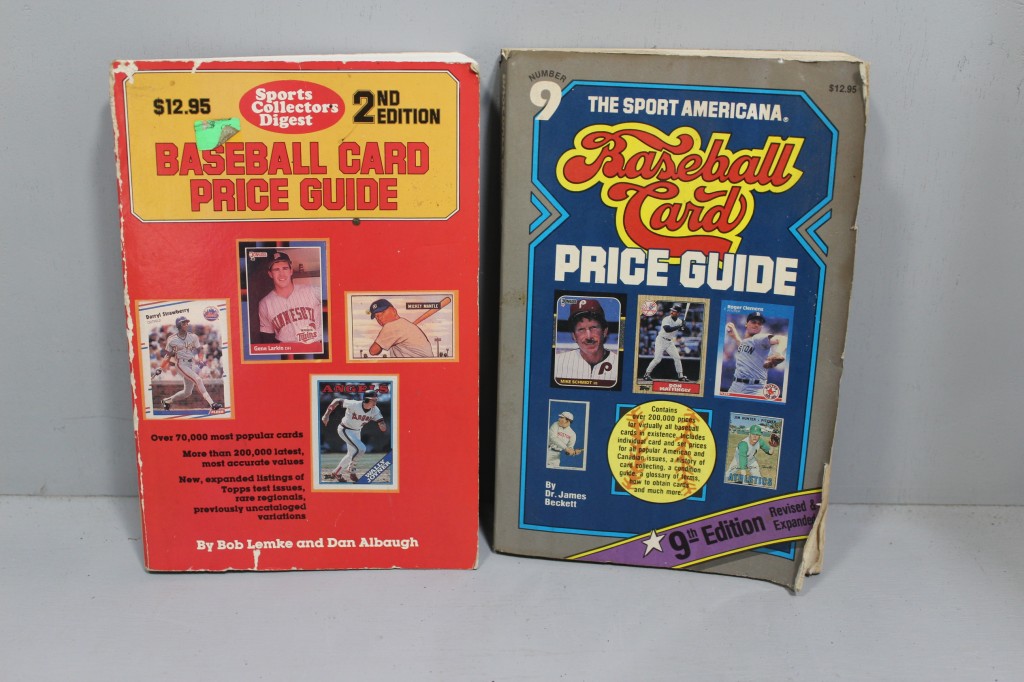 $12.95
Sports
Collector's
Digest
2ND
EDITION
BASEBALL CARD
PRICE GUIDE
Darryl Strawberry
Gene Larkin
MICKEY MANTLE
ANGELS
WALLY JOYNER
Over 70,000 most popular cards
More than 200,000 latest,
most accurate values
New, expanded listings of
Topps test issues,
rare regionals,
previously uncataloged
variations
By Bob Lemke and Dan Albaugh
NUMBER
9
$12.95
THE SPORT AMERICANA®
Baseball
Card
PRICE GUIDE
MIKE SCHMIDT
DON MATTINGLY
Roger Clemens
JIM HUNTER
ATHLETICS
Contains
over 200,000 prices
for virtually all baseball
cards in existence. Includes
individual card and set prices
for all popular American and
Canadian issues, a history of
card collecting, a condition
guide, a glossary of terms,
how to obtain cards
and much more.
By
Dr. James
Beckett
9th Edition
Revised &
Expanded